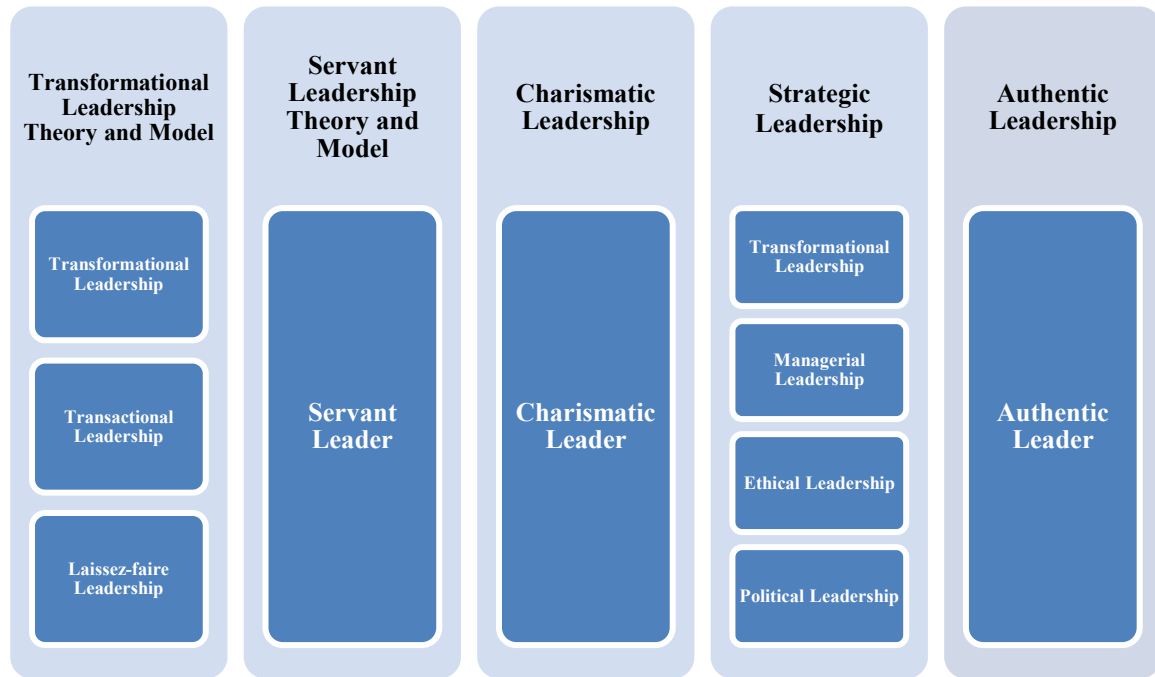 Transformational
Leadership
Theory and Model
Transformational
Leadership
Transactional
Leadership
Laissez-faire
Leadership
Servant
Leadership
Theory and
Model
Servant
Leader
Charismatic
Leadership
Charismatic
Leader
Strategic
Leadership
Transformational
Leadership
Managerial
Leadership
Ethical Leadership
Political Leadership
Authentic
Leadership
Authentic
Leader